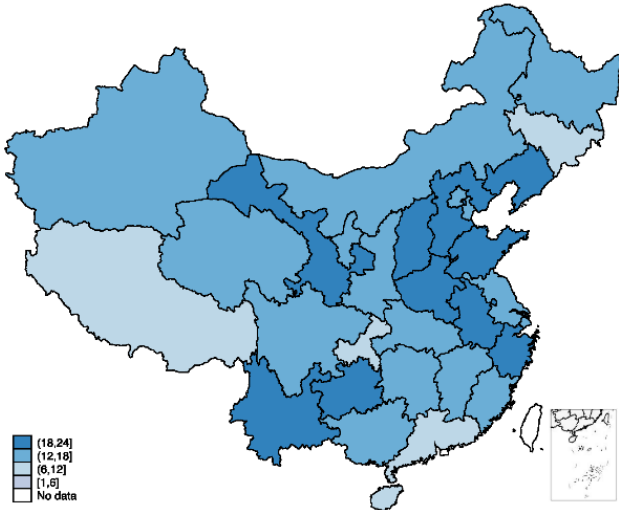 (18,24]
(12,18]
(6,12]
[1,6]
No data